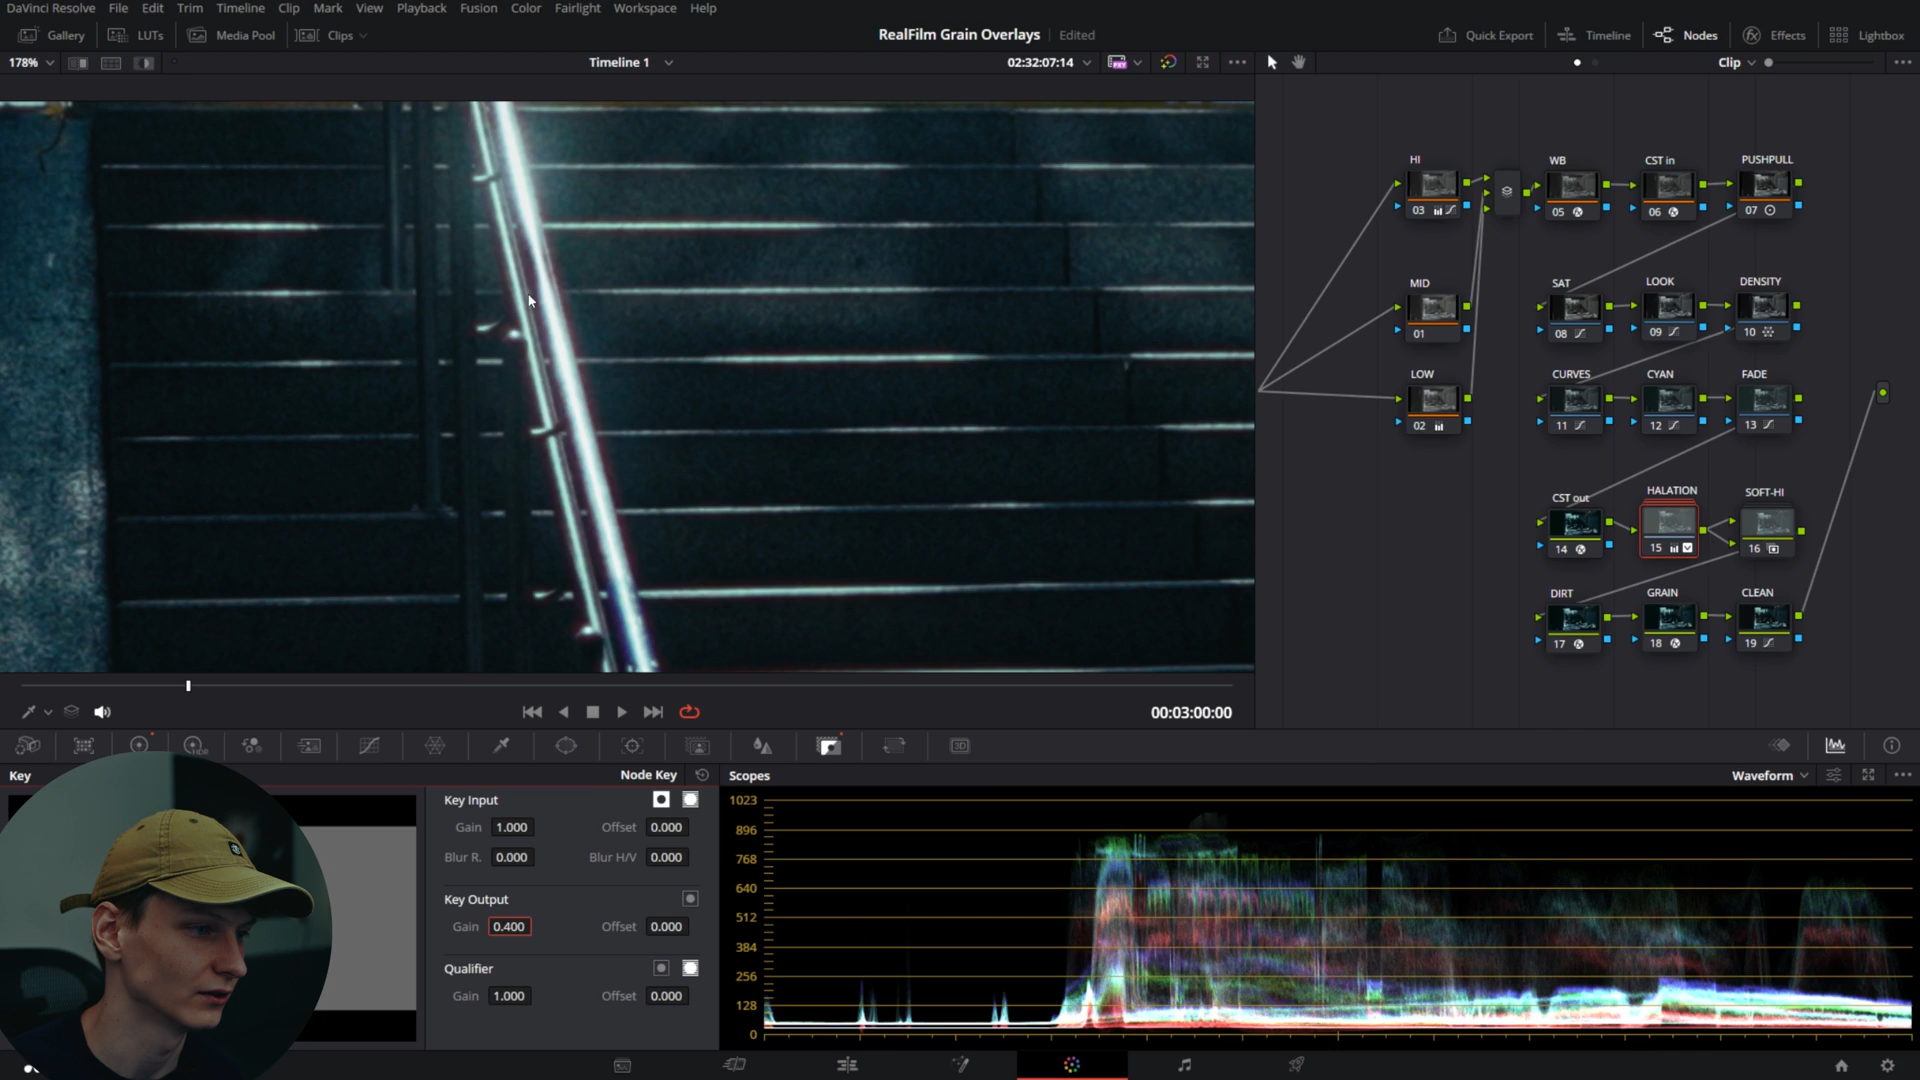 DaVinci Resolve File Edit Trim Timeline Clip Mark View Playback Fusion Color Fairlight Workspace Help
Gallery LUTs Media Pool Clips RealFilm Grain Overlays Edited Quick Export Timeline Nodes Effects Lightbox
178% Timeline 1 02:32:07:14 Clip
HI WB CST in PUSHPULL
03 05 06 07
MID SAT LOOK DENSITY
01 08 09 10
LOW CURVES CYAN FADE
02 11 12 13
CST out HALATION SOFT-HI
14 15 16
DIRT GRAIN CLEAN
17 18 19
00:03:00:00
HDR
3D
Key Node Key Scopes Waveform
Key Input
Gain 1.000 Offset 0.000
Blur R. 0.000 Blur H/V 0.000
Key Output
Gain 0.400 Offset 0.000
Qualifier
Gain 1.000 Offset 0.000
1023
896
768
640
512
384
256
128
0